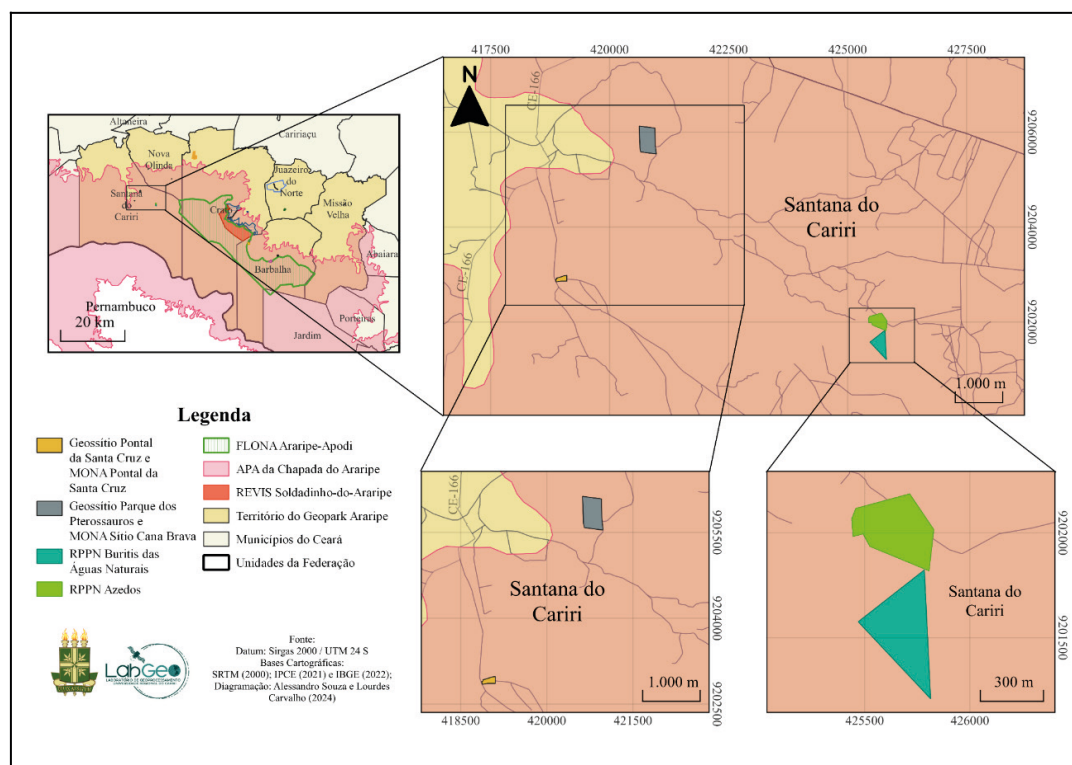 417500
420000
422500
425000
427500
N
CE-166
CE-166
9206000
9204000
9202000
Santana do
Cariri
1.000 m
Altaneira
Caririaçu
Nova
Olinda
Juazeiro
do
Norte
Santana
do
Cariri
Crato
Missão
Velha
Abaiara
Barbalha
Pernambuco
20 km
Porteiras
Jardim
Legenda
Geossítio Pontal
da Santa Cruz e
MONA Pontal da
Santa Cruz
Geossítio Parque dos
Pterossauros e
MONA Sítio Cana Brava
RPPN Buritis das
Águas Naturais
RPPN Azedos
FLONA Araripe-Apodi
APA da Chapada do Araripe
REVIS Soldadinho-do-Araripe
Território do Geopark Araripe
Municípios do Ceará
Unidades da Federação
LabGeo
LABORATÓRIO DE GEOPROCESSAMENTO
Fonte:
Datum: Sirgas 2000 / UTM 24 S
Bases Cartográficas:
SRTM (2000); IPCE (2021) e IBGE (2022);
Diagramação: Alessandro Souza e Lourdes
Carvalho (2024)
CE-166
Santana do
Cariri
1.000 m
9205500
9204000
9202500
418500
420000
421500
Santana do
Cariri
300 m
9202000
9201500
425500
426000